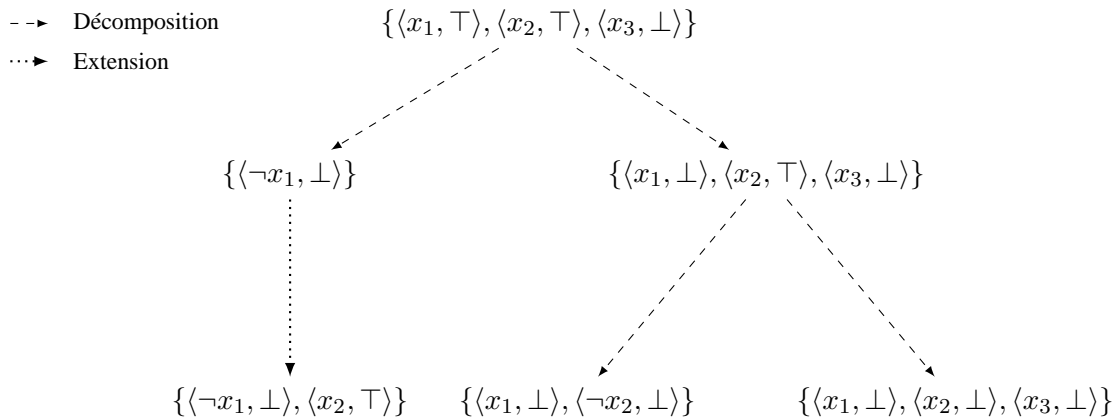 Décomposition
{⟨x₁, ⊤⟩, ⟨x₂, ⊤⟩, ⟨x₃, ⊥⟩}
Extension
{⟨¬x₁, ⊥⟩}
{⟨x₁, ⊥⟩, ⟨x₂, ⊤⟩, ⟨x₃, ⊥⟩}
{⟨¬x₁, ⊥⟩, ⟨x₂, ⊤⟩}
{⟨x₁, ⊥⟩, ⟨¬x₂, ⊥⟩}
{⟨x₁, ⊥⟩, ⟨x₂, ⊥⟩, ⟨x₃, ⊥⟩}